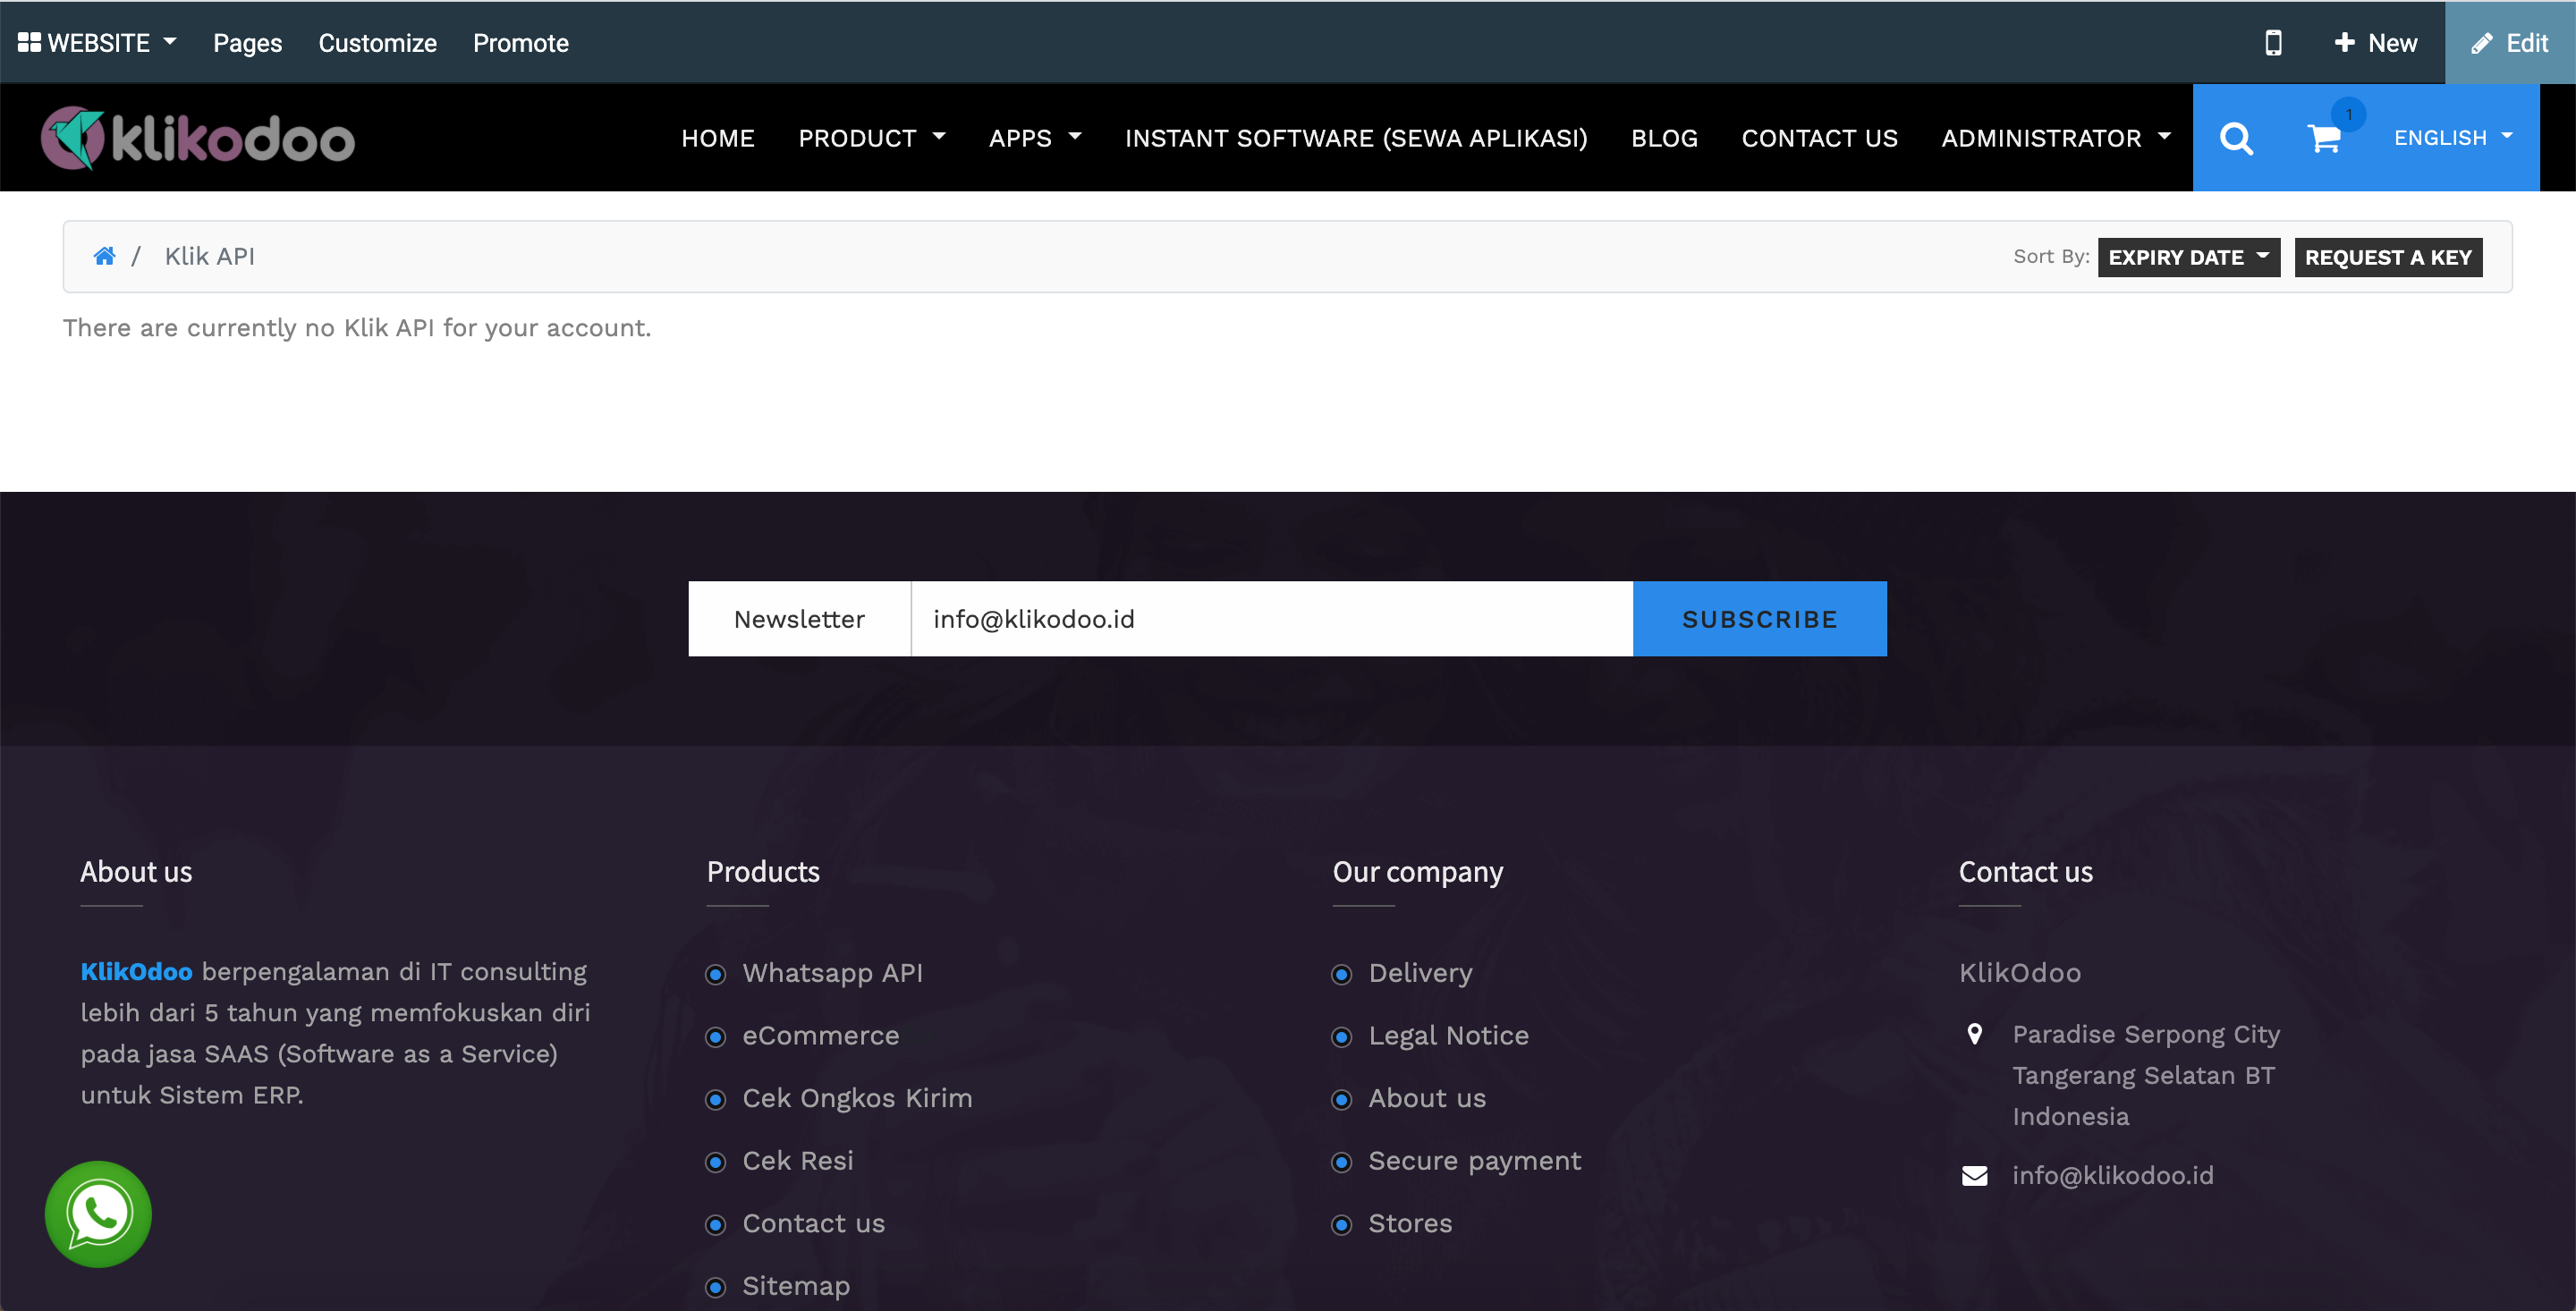 WEBSITE Pages Customize Promote New Edit
klikodoo HOME PRODUCT APPS INSTANT SOFTWARE (SEWA APLIKASI) BLOG CONTACT US ADMINISTRATOR 1 ENGLISH
/ Klik API Sort By: EXPIRY DATE REQUEST A KEY
There are currently no Klik API for your account.
Newsletter info@klikodoo.id SUBSCRIBE
About us
KlikOdoo berpengalaman di IT consulting
lebih dari 5 tahun yang memfokuskan diri
pada jasa SAAS (Software as a Service)
untuk Sistem ERP.
Products
Whatsapp API
eCommerce
Cek Ongkos Kirim
Cek Resi
Contact us
Sitemap
Our company
Delivery
Legal Notice
About us
Secure payment
Stores
Contact us
KlikOdoo
Paradise Serpong City
Tangerang Selatan BT
Indonesia
info@klikodoo.id